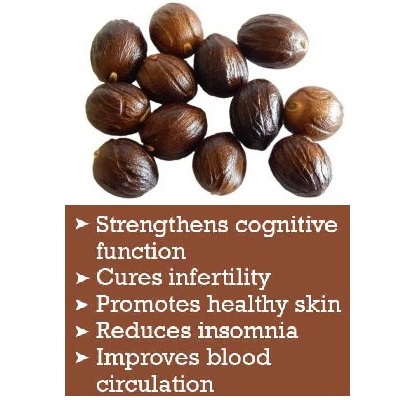 ➤ Strengthens cognitive
function
➤ Cures infertility
➤ Promotes healthy skin
➤ Reduces insomnia
➤ Improves blood
circulation